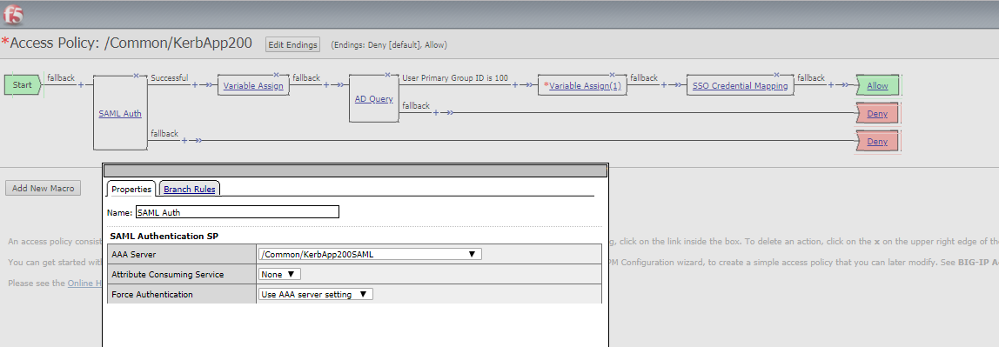 f5
*Access Policy: /Common/KerbApp200 Edit Endings (Endings: Deny [default], Allow)
Start fallback + SAML Auth Successful + Variable Assign fallback + AD Query User Primary Group ID is 100 + *Variable Assign(1) fallback + SSO Credential Mapping fallback + Allow
fallback + Deny
fallback + Deny
Properties Branch Rules
Add New Macro
Name: SAML Auth
SAML Authentication SP
An access policy consist
g, click on the link inside the box. To delete an action, click on the x on the upper right edge of the
AAA Server /Common/KerbApp200SAML ▼
You can get started with
PM Configuration wizard, to create a simple access policy that you can later modify. See BIG-IP A
Attribute Consuming Service None ▼
Please see the Online H
Force Authentication Use AAA server setting ▼